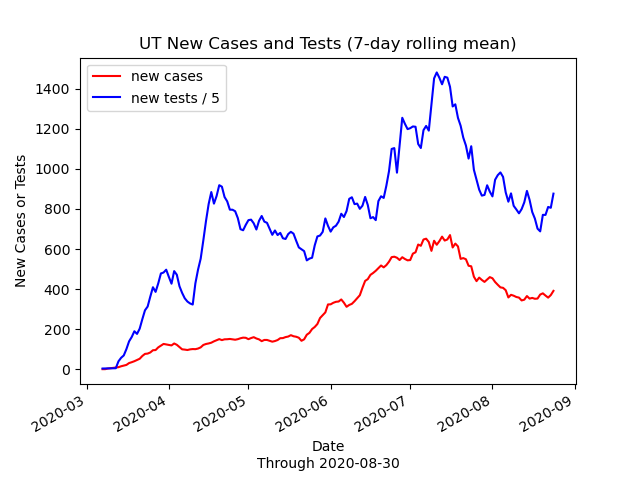 UT New Cases and Tests (7-day rolling mean)
new cases
new tests / 5
New Cases or Tests
1400
1200
1000
800
600
400
200
0
2020-03
2020-04
2020-05
2020-06
2020-07
2020-08
2020-09
Date
Through 2020-08-30